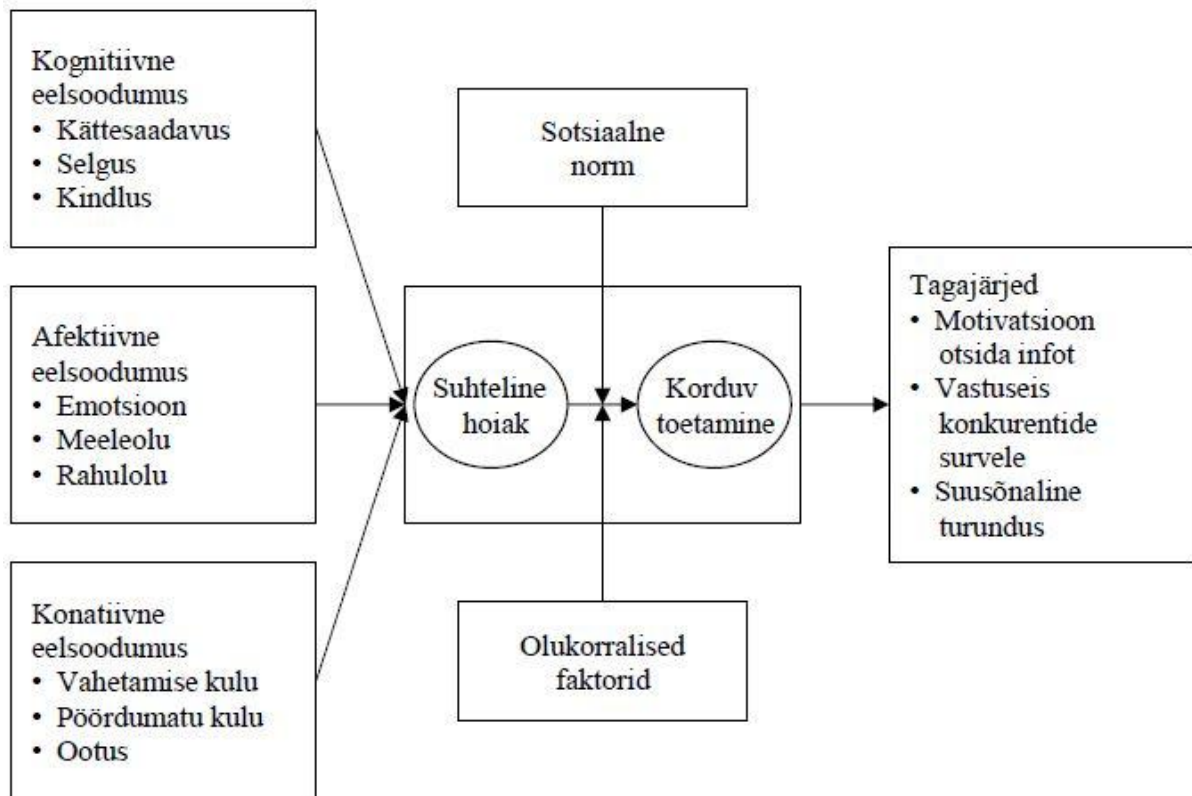 Kognitiivne
eelsoodumus
• Kättesaadavus
• Selgus
• Kindlus
Afektiivne
eelsoodumus
• Emotsioon
• Meeleolu
• Rahulolu
Konatiivne
eelsoodumus
• Vahetamise kulu
• Pöördumatu kulu
• Ootus
Sotsiaalne
norm
Suhteline
hoiak
Korduv
toetamine
Olukorralised
faktorid
Tagajärjed
• Motivatsioon
otsida infot
• Vastuseis
konkurentide
survele
• Suusõnaline
turundus